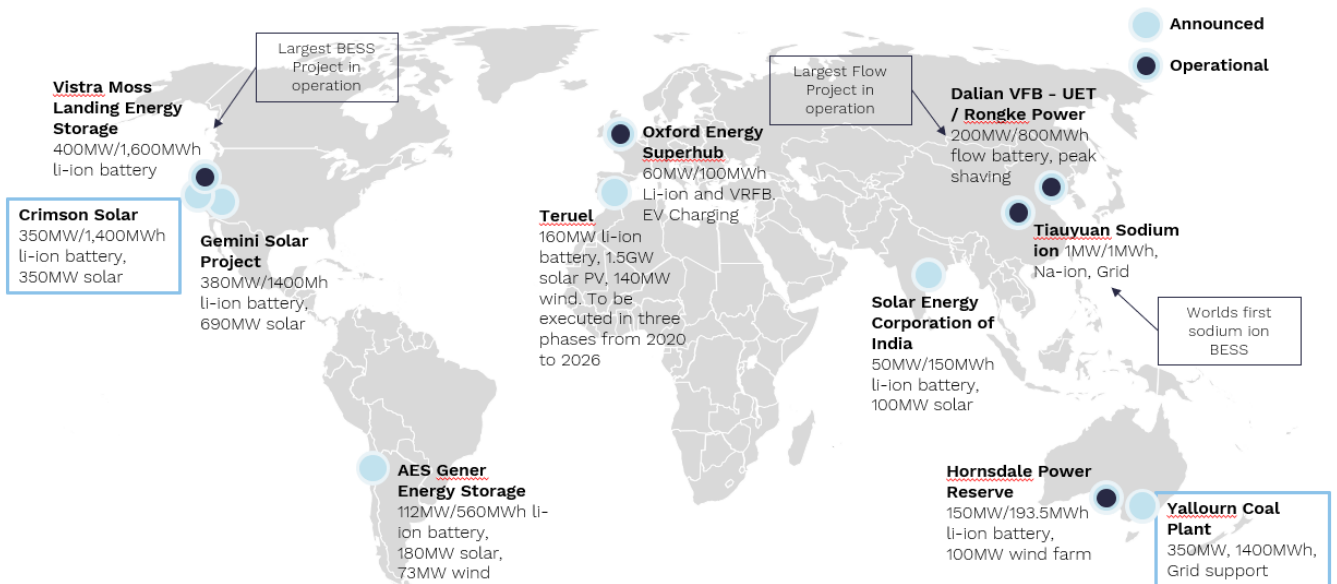 Announced
Operational
Largest BESS
Project in
operation
Vistra Moss
Landing Energy
Storage
400MW/1,600MWh
li-ion battery
Crimson Solar
350MW/1,400MWh
li-ion battery,
350MW solar
Gemini Solar
Project
380MW/1400Mh
li-ion battery,
690MW solar
AES Gener
Energy Storage
112MW/560MWh li-
ion battery,
180MW solar,
73MW wind
Oxford Energy
Superhub
60MW/100MWh
Li-ion and VRFB,
EV Charging
Teruel
160MW li-ion
battery, 1.5GW
solar PV, 140MW
wind. To be
executed in three
phases from 2020
to 2026
Largest Flow
Project in
operation
Dalian VFB - UET
/ Rongke Power
200MW/800MWh
flow battery, peak
shaving
Tiauyuan Sodium
ion 1MW/1MWh,
Na-ion, Grid
Worlds first
sodium ion
BESS
Solar Energy
Corporation of
India
50MW/150MWh
li-ion battery,
100MW solar
Hornsdale Power
Reserve
150MW/193.5MWh
li-ion battery,
100MW wind farm
Yallourn Coal
Plant
350MW, 1400MWh,
Grid support